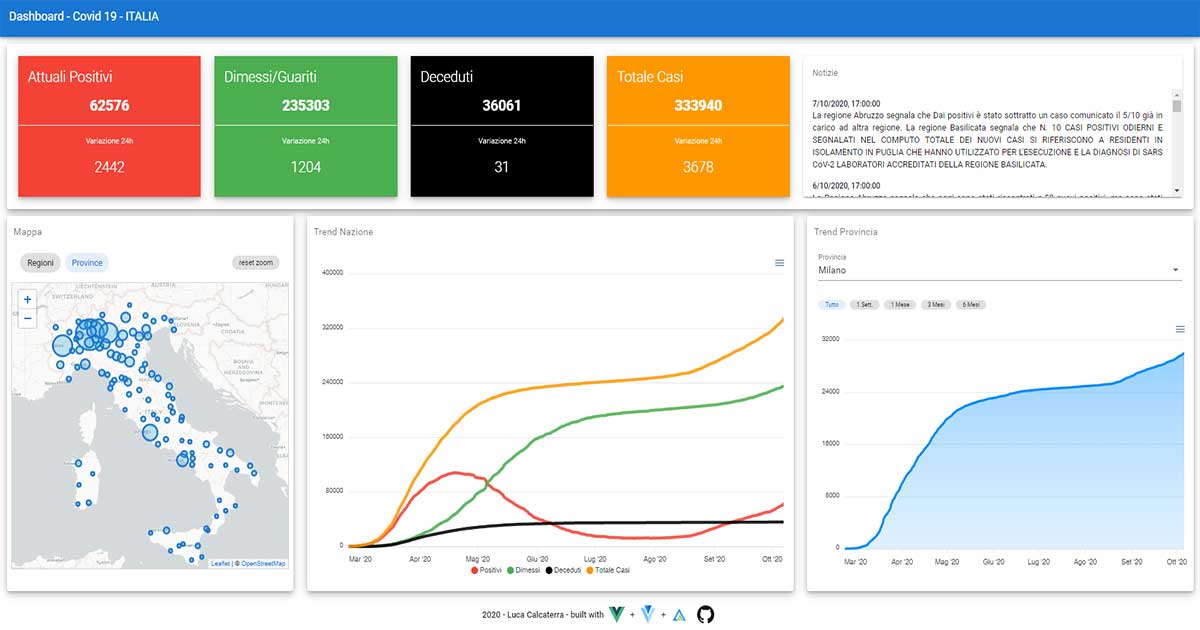 Dashboard - Covid 19 - ITALIA
Attuali Positivi
62576
Variazione 24h
2442
Dimessi/Guariti
235303
Variazione 24h
1204
Deceduti
36061
Variazione 24h
31
Totale Casi
333940
Variazione 24h
3678
Notizie
7/10/2020, 17:00:00
La regione Abruzzo segnala che Dai positivi è stato sottratto un caso comunicato il 5/10 già in
carico ad altra regione. La regione Basilicata segnala che N. 10 CASI POSITIVI ODIERNI E
SEGNALATI NEL COMPUTO TOTALE DEI NUOVI CASI SI RIFERISCONO A RESIDENTI IN
ISOLAMENTO IN PUGLIA CHE HANNO UTILIZZATO PER L'ESECUZIONE E LA DIAGNOSI DI SARS
CoV-2 LABORATORI ACCREDITATI DELLA REGIONE BASILICATA.
6/10/2020, 17:00:00
Mappa
Regioni
Province
reset zoom
+
−
LIECHTENSTEIN
AUSTRIA
SWITZERLAND
SLOVENIA
CROATIA
BOSNIA
AND
HERZEGOVINA
ITALY
Leaflet | © OpenStreetMap
Trend Nazione
400000
320000
240000
160000
80000
0
Mar '20 Apr '20 Mag '20 Giu '20 Lug '20 Ago '20 Set '20 Ott '20
Positivi Dimessi Deceduti Totale Casi
Trend Provincia
Provincia
Milano
Tutto 1 Sett. 1 Mese 3 Mesi 6 Mesi
32000
24000
16000
8000
0
Mar '20 Apr '20 Mag '20 Giu '20 Lug '20 Ago '20 Set '20 Ott '20
2020 - Luca Calcaterra - built with + +